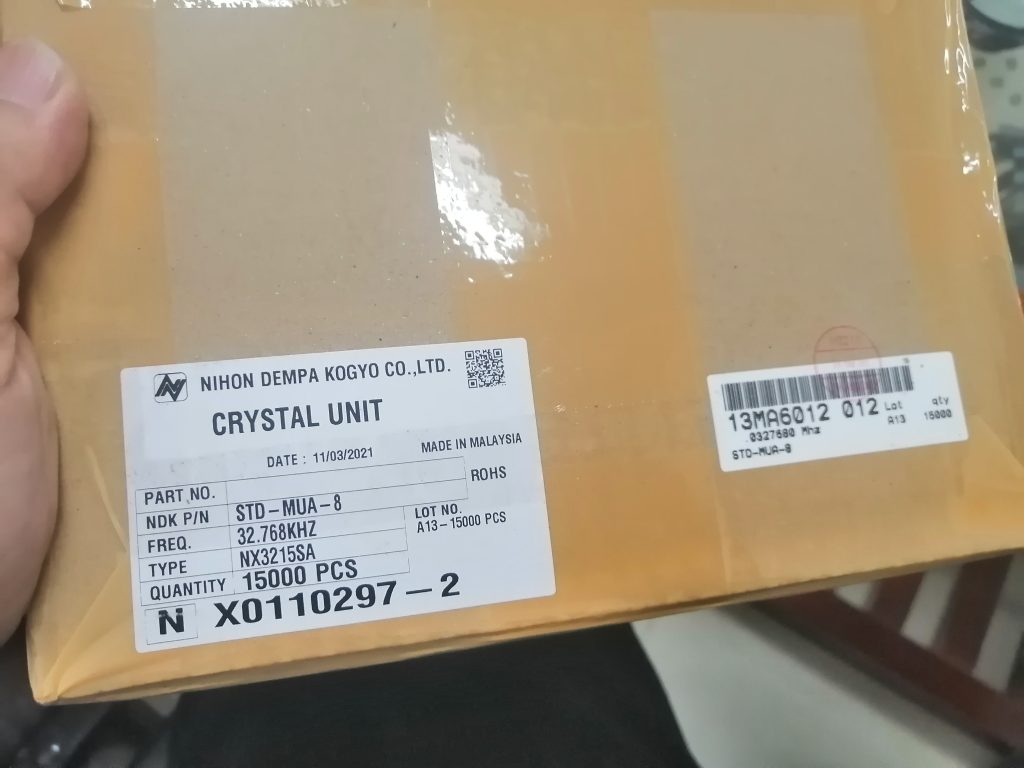 NIHON DEMPA KOGYO CO.,LTD.
CRYSTAL UNIT
DATE : 11/03/2021
MADE IN MALAYSIA
PART NO.
ROHS
NDK P/N STD-MUA-8
LOT NO.
A13-15000 PCS
FREQ. 32.768KHZ
TYPE NX3215SA
QUANTITY 15000 PCS
N X0110297-2
13MA6012 012 Lot qty
.0327680 Mhz A13 15000
STD-MUA-8